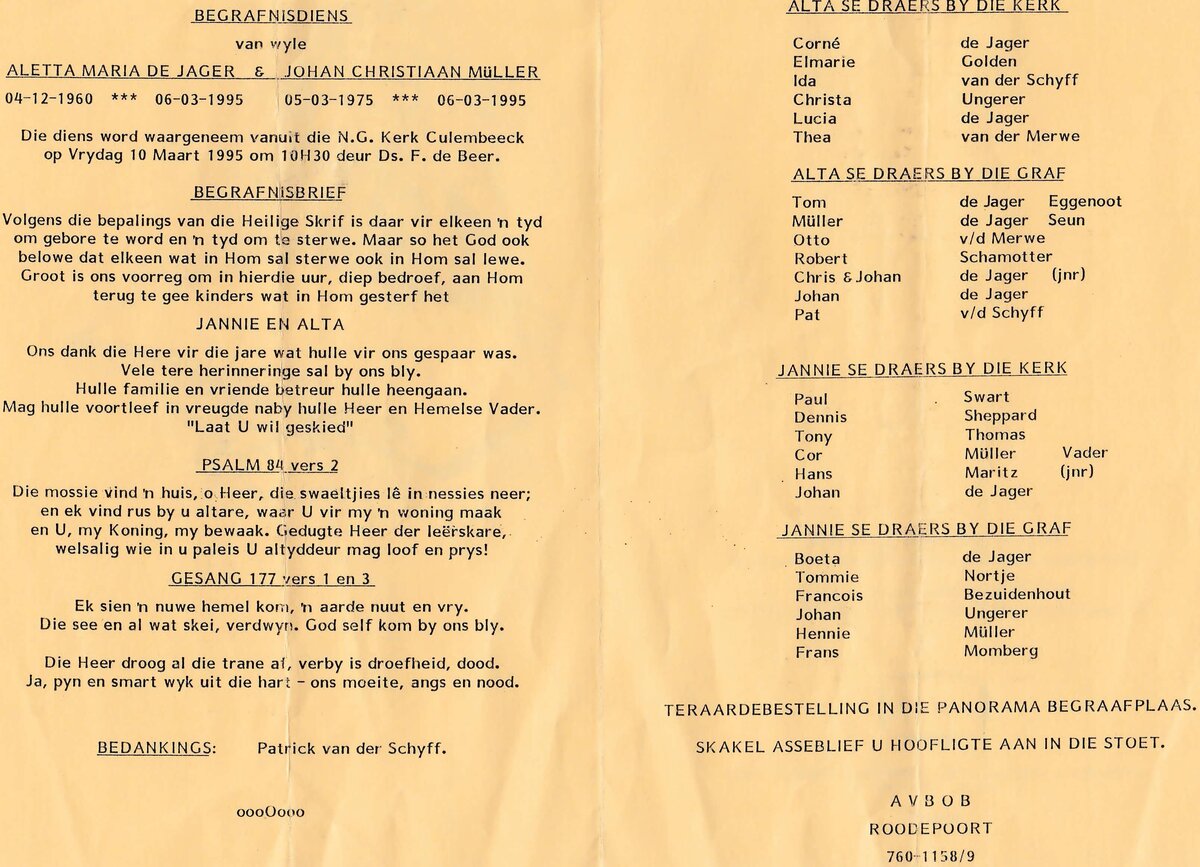 BEGRAFNISDIENS
van wyle
ALETTA MARIA DE JAGER & JOHAN CHRISTIAAN MüLLER
04-12-1960 *** 06-03-1995 05-03-1975 *** 06-03-1995
Die diens word waargeneem vanuit die N.G. Kerk Culembeeck
op Vrydag 10 Maart 1995 om 10H30 deur Ds. F. de Beer.
BEGRAFNISBRIEF
Volgens die bepalings van die Heilige Skrif is daar vir elkeen 'n tyd
om gebore te word en 'n tyd om te sterwe. Maar so het God ook
belowe dat elkeen wat in Hom sal sterwe ook in Hom sal lewe.
Groot is ons voorreg om in hierdie uur, diep bedroef, aan Hom
terug te gee kinders wat in Hom gesterf het
JANNIE EN ALTA
Ons dank die Here vir die jare wat hulle vir ons gespaar was.
Vele tere herinneringe sal by ons bly.
Hulle familie en vriende betreur hulle heengaan.
Mag hulle voortleef in vreugde naby hulle Heer en Hemelse Vader.
"Laat U wil geskied"
PSALM 84 vers 2
Die mossie vind 'n huis, o Heer, die swaeltjies lê in nessies neer;
en ek vind rus by u altare, waar U vir my 'n woning maak
en U, my Koning, my bewaak. Gedugte Heer der leërskare,
welsalig wie in u paleis U altyddeur mag loof en prys!
GESANG 177 vers 1 en 3
Ek sien 'n nuwe hemel kom, 'n aarde nuut en vry.
Die see en al wat skei, verdwyn. God self kom by ons bly.
Die Heer droog al die trane af, verby is droefheid, dood.
Ja, pyn en smart wyk uit die hart - ons moeite, angs en nood.
BEDANKINGS: Patrick van der Schyff.
oooOooo
ALTA SE DRAERS BY DIE KERK
Corné de Jager
Elmarie Golden
Ida van der Schyff
Christa Ungerer
Lucia de Jager
Thea van der Merwe
ALTA SE DRAERS BY DIE GRAF
Tom de Jager Eggenoot
Müller de Jager Seun
Otto v/d Merwe
Robert Schamotter
Chris & Johan de Jager (jnr)
Johan de Jager
Pat v/d Schyff
JANNIE SE DRAERS BY DIE KERK
Paul Swart
Dennis Sheppard
Tony Thomas
Cor Müller Vader
Hans Maritz (jnr)
Johan de Jager
JANNIE SE DRAERS BY DIE GRAF
Boeta de Jager
Tommie Nortje
Francois Bezuidenhout
Johan Ungerer
Hennie Müller
Frans Momberg
TERAARDEBESTELLING IN DIE PANORAMA BEGRAAFPLAAS.
SKAKEL ASSEBLIEF U HOOFLIGTE AAN IN DIE STOET.
A V B O B
ROODEPOORT
760-1158/9